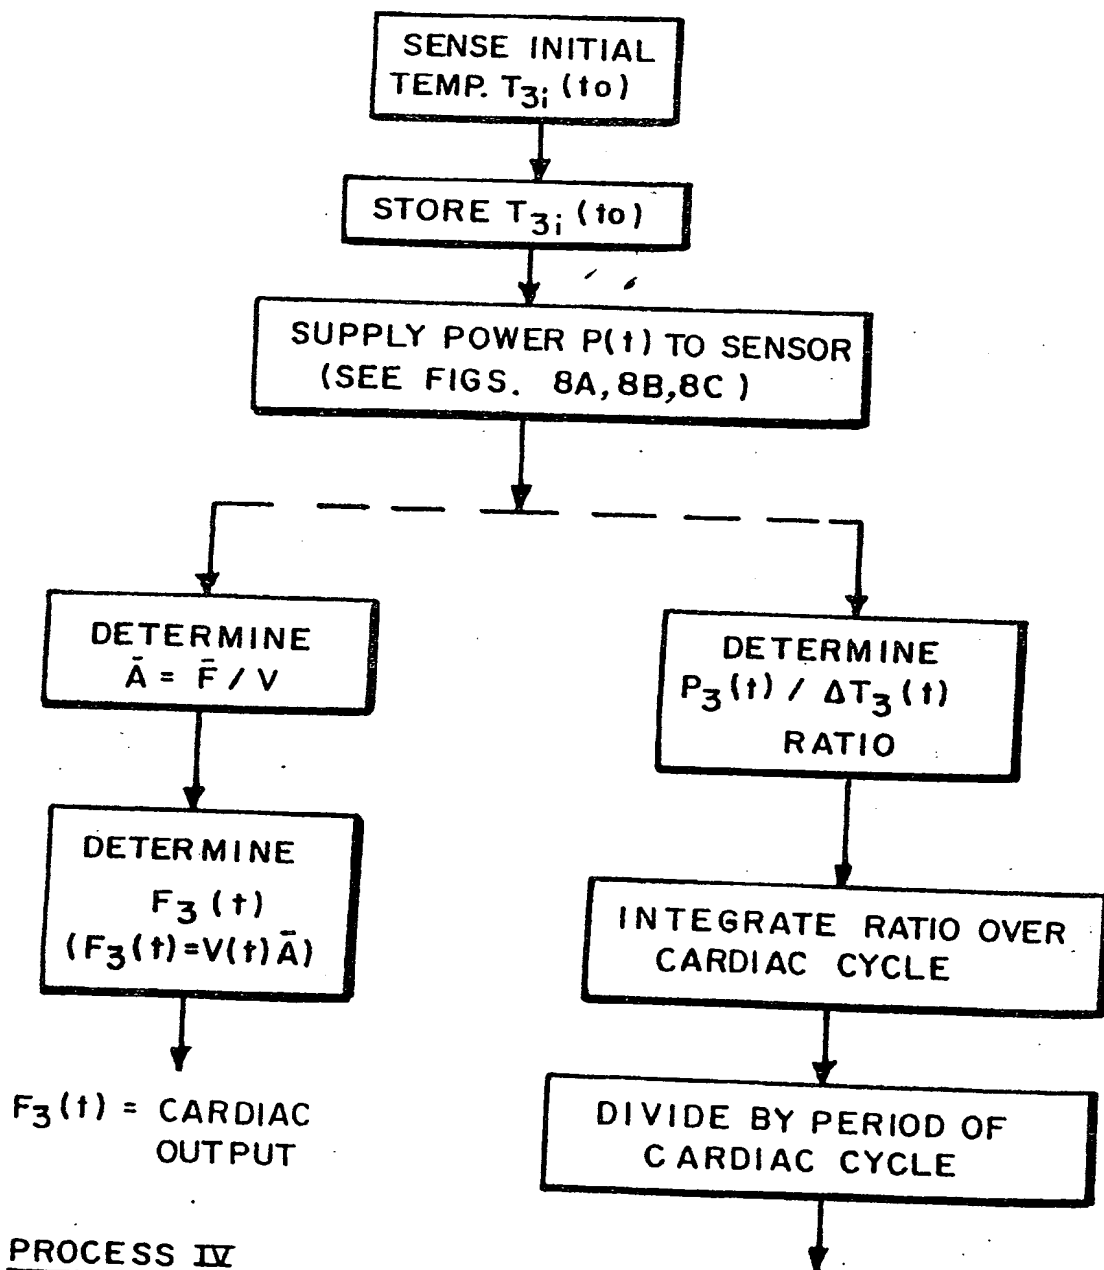 SENSE INITIAL
TEMP. T3i (to)
STORE T3i (to)
SUPPLY POWER P(t) TO SENSOR
(SEE FIGS. 8A, 8B, 8C )
DETERMINE
Ā = F̄ / V
DETERMINE
F3 (t)
(F3(t)=V(t)Ā)
F3(t) = CARDIAC
OUTPUT
DETERMINE
P3(t) / ΔT3(t)
RATIO
INTEGRATE RATIO OVER
CARDIAC CYCLE
DIVIDE BY PERIOD OF
CARDIAC CYCLE
PROCESS IV